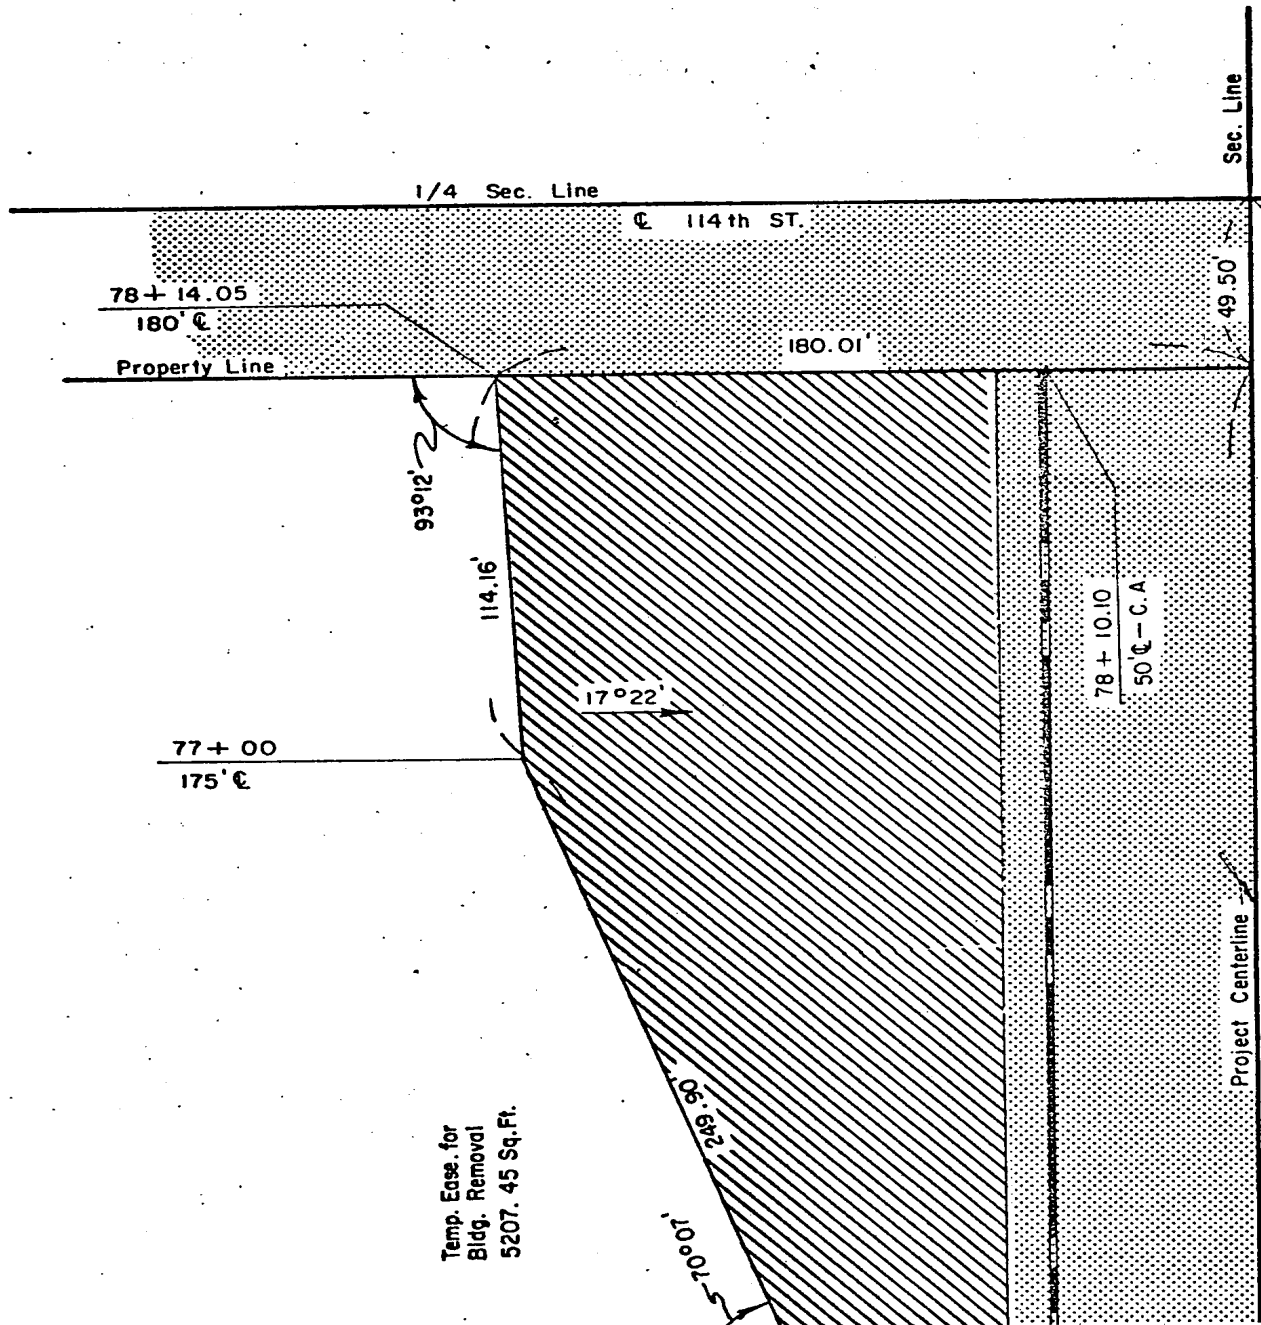 Sec. Line
1/4 Sec. Line
℄ 114th ST.
49.50'
78+14.05
180' ℄
180.01'
Property Line
93°12'
114.16'
17°22'
78+10.10
50'℄-C.A
77+00
175' ℄
Project Centerline
249.90
Temp. Ease. for
Bldg. Removal
5207.45 Sq.Ft.
70°07'